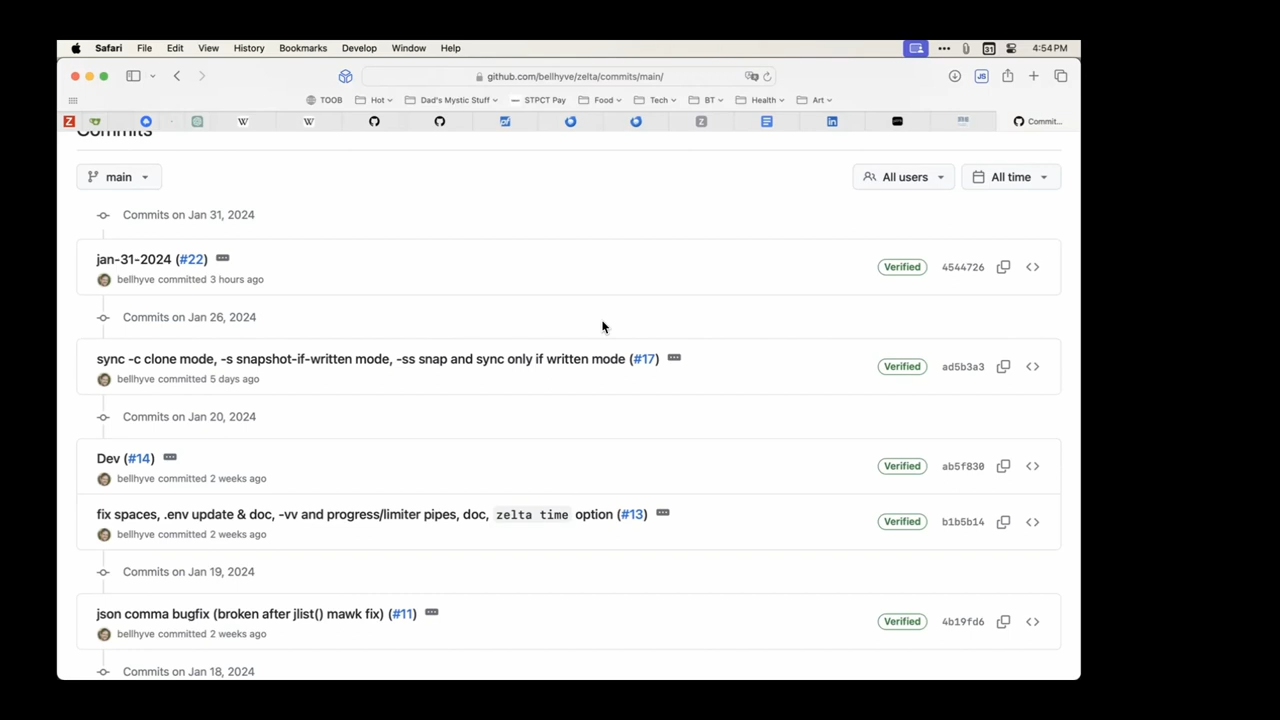 Safari File Edit View History Bookmarks Develop Window Help 31 4:54PM
github.com/bellhyve/zelta/commits/main/ JS
TOOB Hot Dad's Mystic Stuff STPCT Pay Food Tech BT Health Art
Z W W Z in Commit...
Commits
main All users All time
Commits on Jan 31, 2024
jan-31-2024 (#22)
bellhyve committed 3 hours ago
Verified 4544726
Commits on Jan 26, 2024
sync -c clone mode, -s snapshot-if-written mode, -ss snap and sync only if written mode (#17)
bellhyve committed 5 days ago
Verified ad5b3a3
Commits on Jan 20, 2024
Dev (#14)
bellhyve committed 2 weeks ago
Verified ab5f830
fix spaces, .env update & doc, -vv and progress/limiter pipes, doc, zelta time option (#13)
bellhyve committed 2 weeks ago
Verified b1b5b14
Commits on Jan 19, 2024
json comma bugfix (broken after jlist() mawk fix) (#11)
bellhyve committed 2 weeks ago
Verified 4b19fd6
Commits on Jan 18, 2024